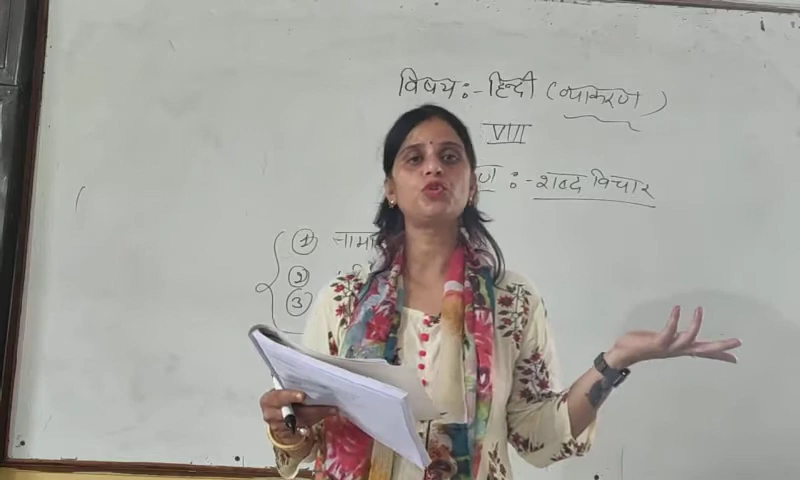 विषय :- हिन्दी (व्याकरण)
VIII
ण :- शब्द विचार
① नामा
②
③